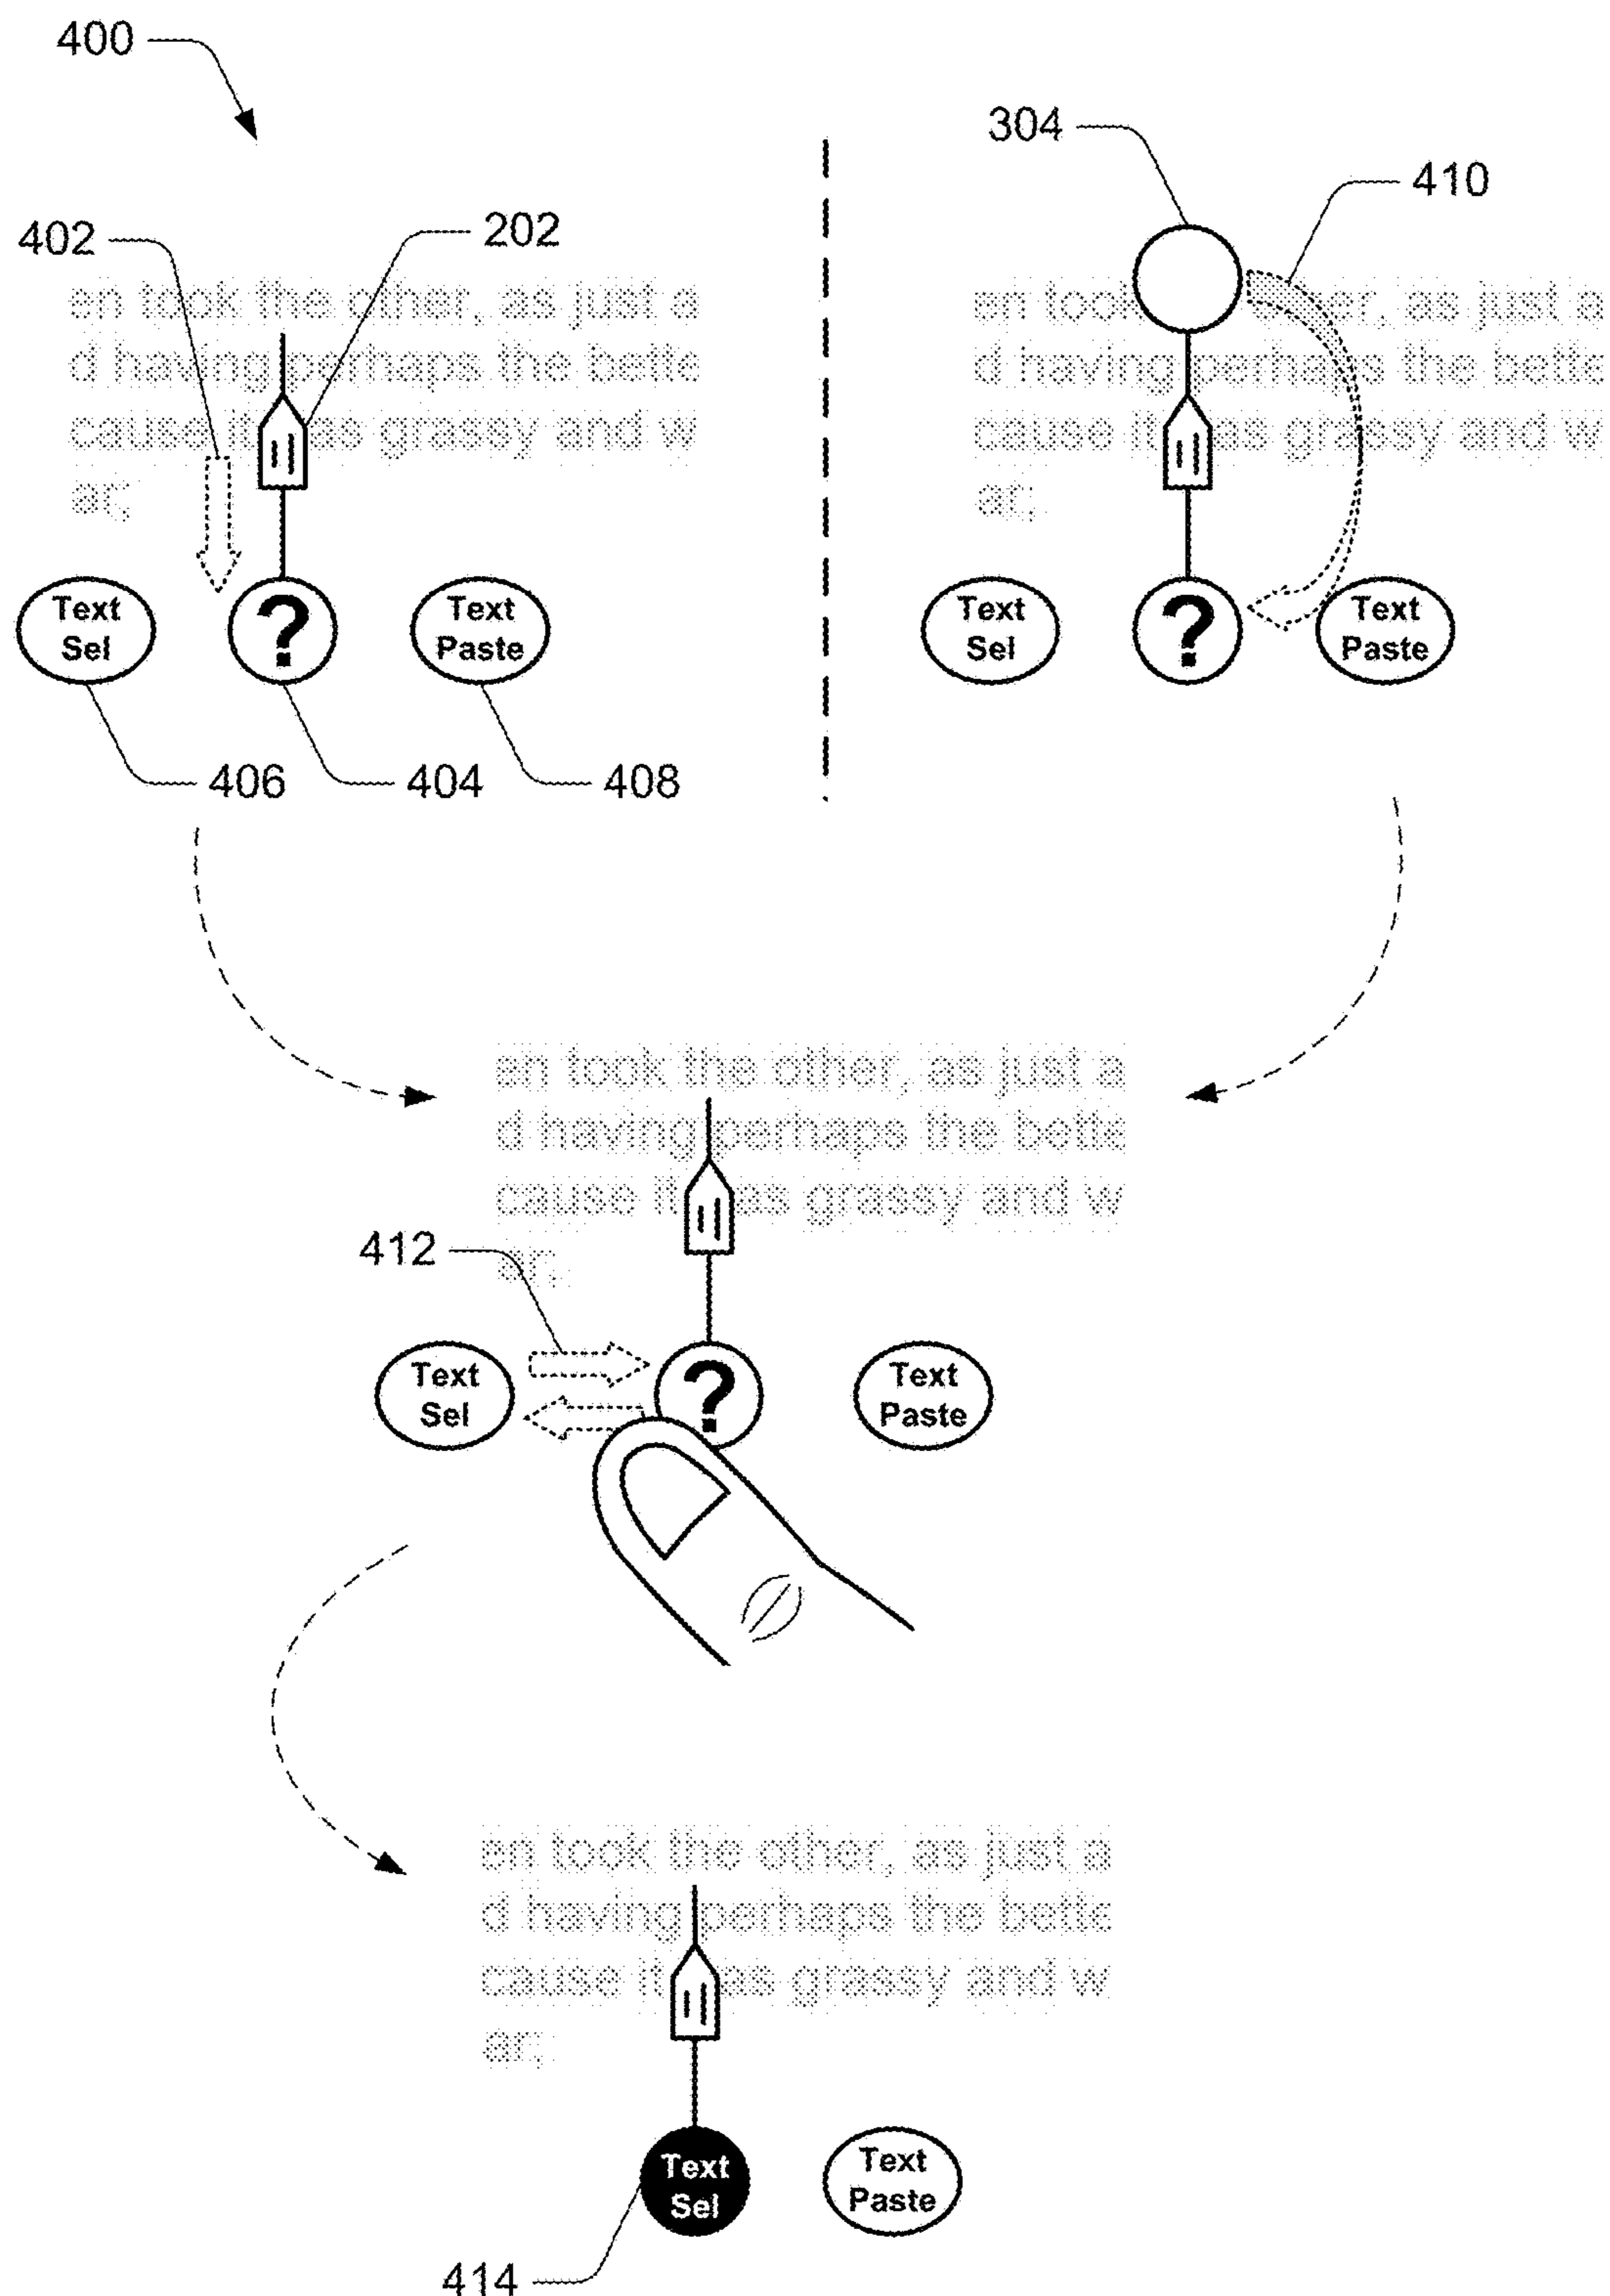 400
304
410
402
202
en took the other, as just a
d having perhaps the bette
cause it as grassy and w
ar;
Text
Sel
?
Text
Paste
406
404
408
en took er, as just a
d having perhaps the bette
cause it as grassy and w
ar;
Text
Sel
?
Text
Paste
en took the other, as just a
d having perhaps the bette
cause it as grassy and w
ar;
412
Text
Sel
?
Text
Paste
en took the other, as just a
d having perhaps the bette
cause it as grassy and w
ar;
Text
Sel
Text
Paste
414